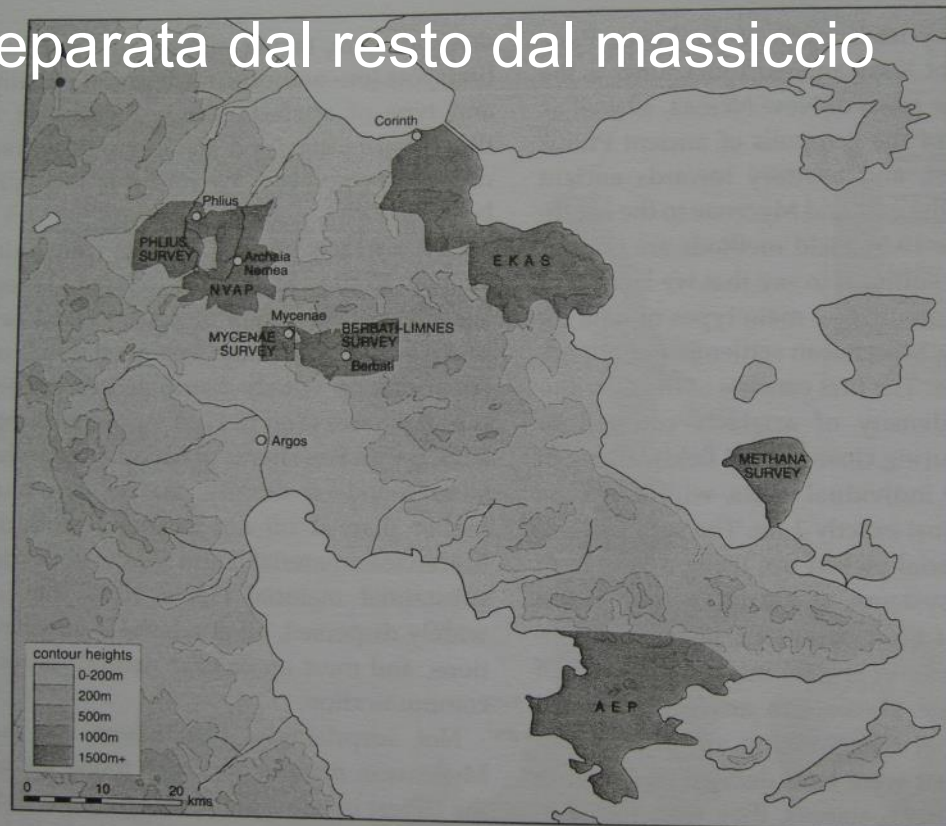 eparata dal resto dal massiccio
Corinth
Phlius
PHLIUS
SURVEY
Archaia
Nemea
NVAP
EKAS
Mycenae
MYCENAE
SURVEY
BERBATI-LIMNES
SURVEY
Berbati
Argos
METHANA
SURVEY
AEP
contour heights
0-200m
200m
500m
1000m
1500m+
0 10 20 kms